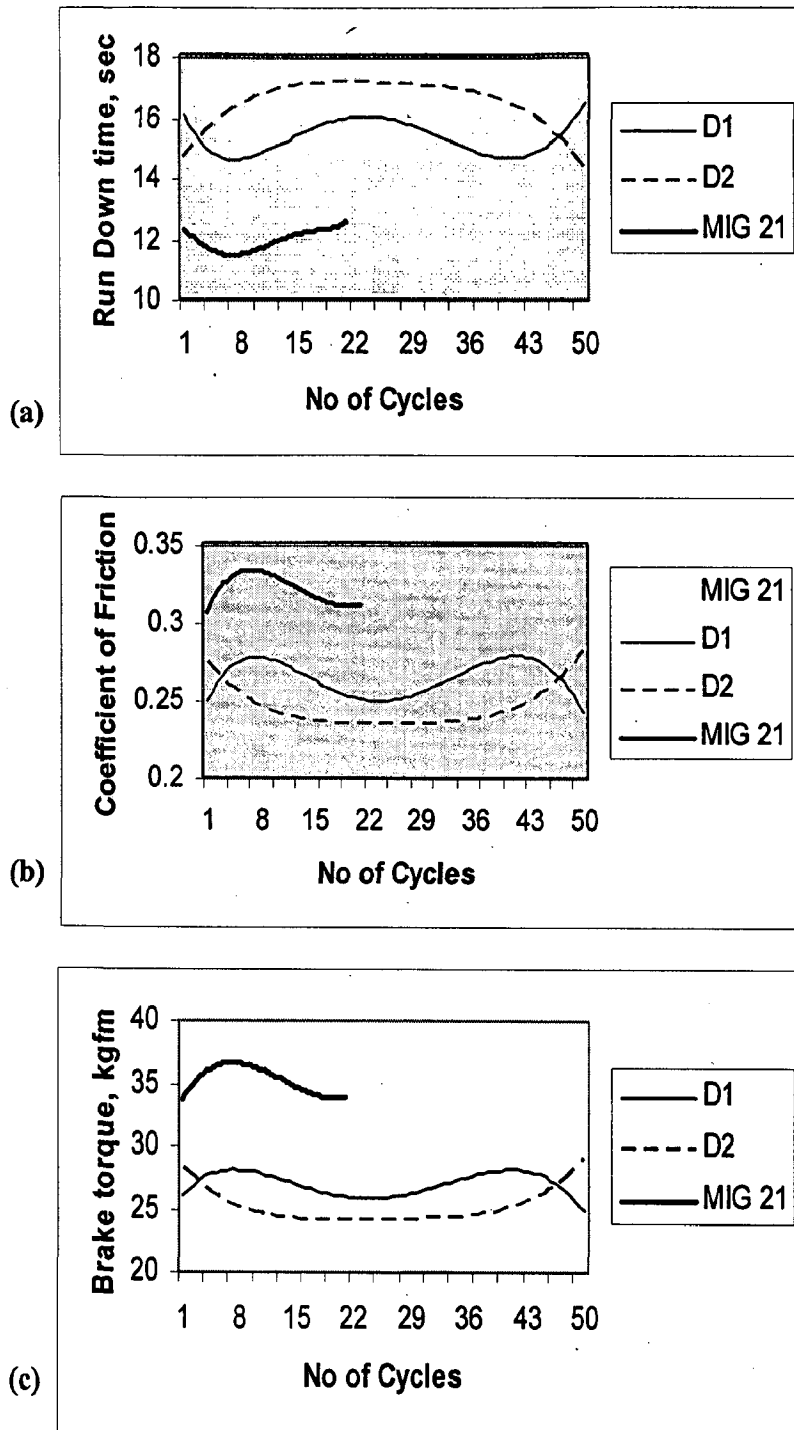 (a)
Run Down time, sec
18
16
14
12
10
1 8 15 22 29 36 43 50
No of Cycles
D1
D2
MIG 21
(b)
Coefficient of Friction
0.35
0.3
0.25
0.2
1 8 15 22 29 36 43 50
No of Cycles
MIG 21
D1
D2
MIG 21
(c)
Brake torque, kgfm
40
35
30
25
20
1 8 15 22 29 36 43 50
No of Cycles
D1
D2
MIG 21